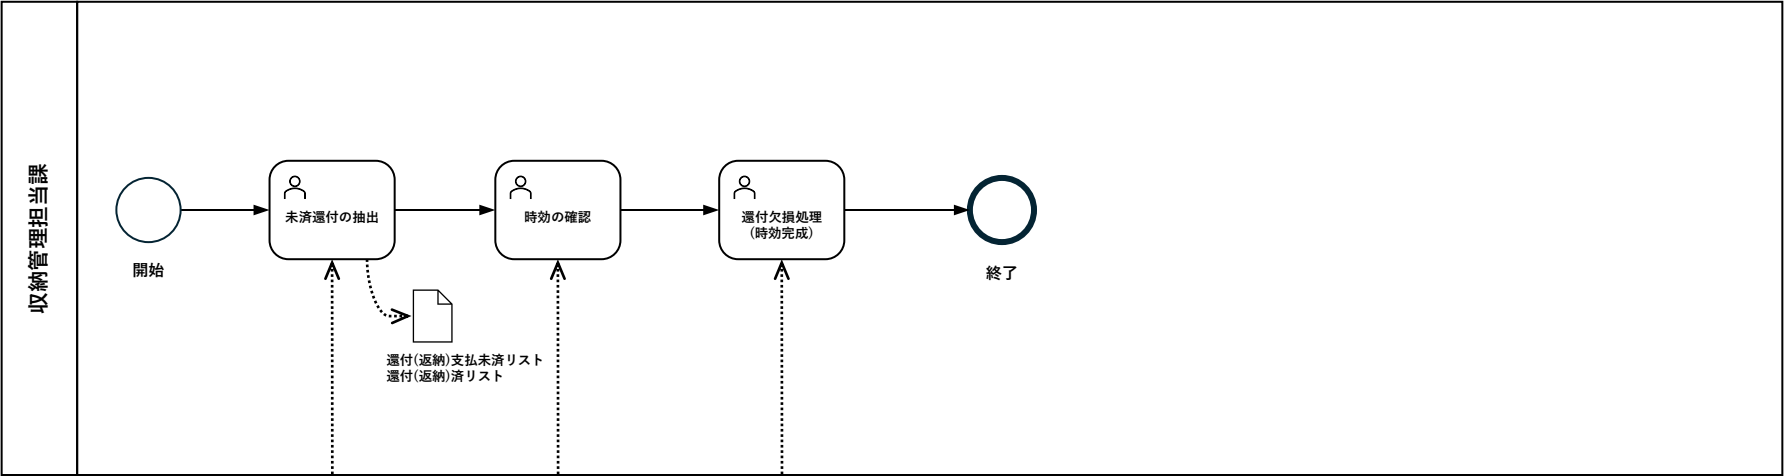 収納管理担当課
開始
未済還付の抽出
時効の確認
還付欠損処理
(時効完成)
終了
還付(返納)支払未済リスト
還付(返納)済リスト